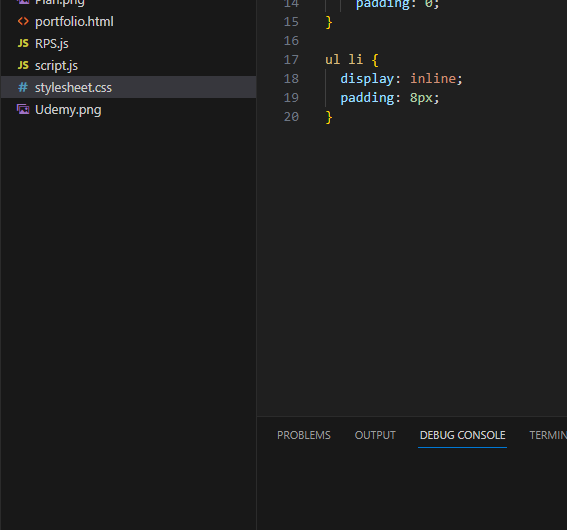 Plan.png
<> portfolio.html
JS RPS.js
JS script.js
# stylesheet.css
Udemy.png
14 padding: 0;
15 }
16
17 ul li {
18 display: inline;
19 padding: 8px;
20 }
PROBLEMS OUTPUT DEBUG CONSOLE TERMIN